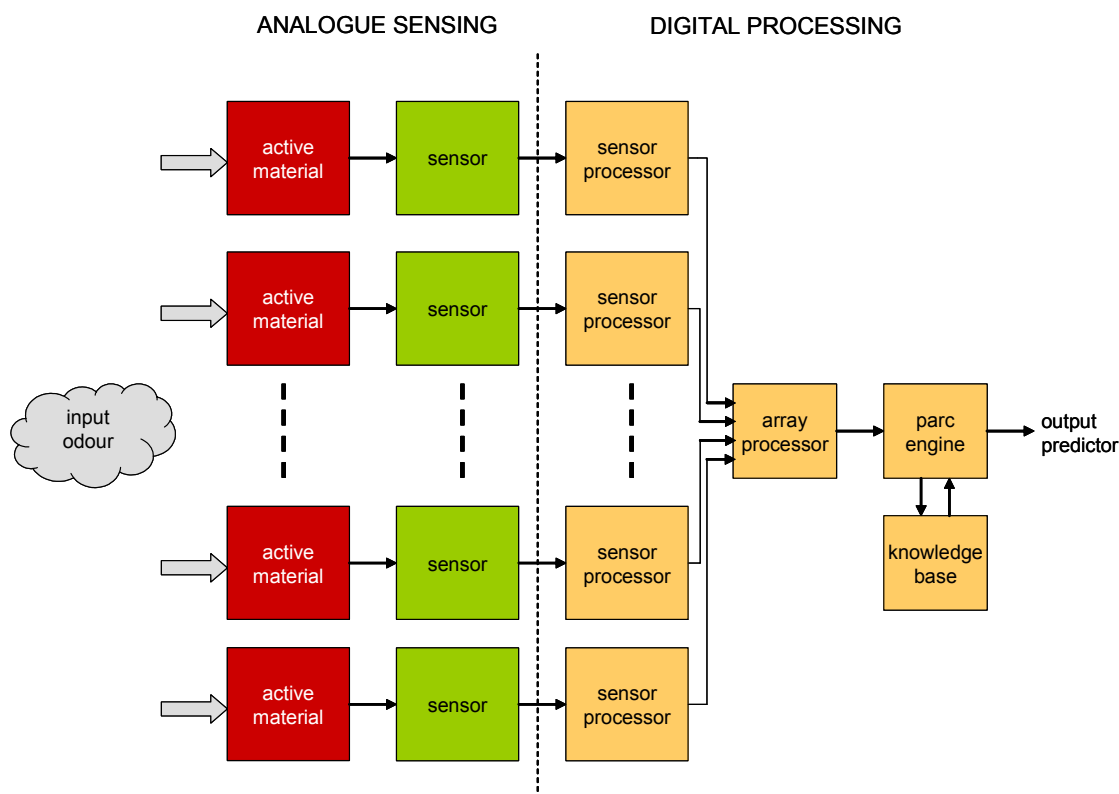 ANALOGUE SENSING
DIGITAL PROCESSING
active
material
sensor
sensor
processor
active
material
sensor
sensor
processor
input
odour
array
processor
parc
engine
output
predictor
active
material
sensor
sensor
processor
knowledge
base
active
material
sensor
sensor
processor